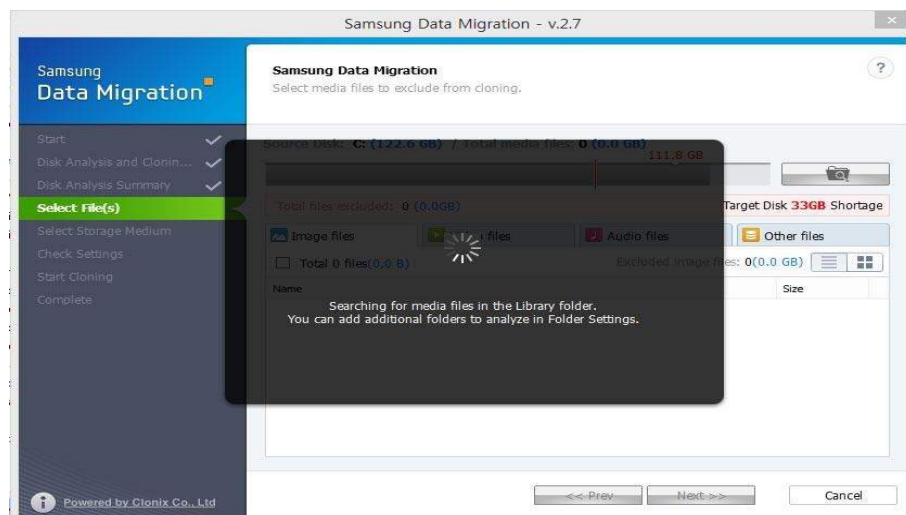 Samsung Data Migration - v.2.7
Samsung
Data Migration
Samsung Data Migration
Select media files to exclude from cloning.
?
Start
Disk Analysis and Clonin...
Disk Analysis Summary
Select File(s)
Select Storage Medium
Check Settings
Start Cloning
Complete
Source Disk: C: (122.6 GB) / Total media files: 0 (0.0 GB)
111.8 GB
Total files excluded: 0 (0.0GB)
Target Disk 33GB Shortage
Image files
files
Audio files
Other files
Total 0 files(0,0 B)
Excluded image files: 0(0.0 GB)
Name
Size
Searching for media files in the Library folder.
You can add additional folders to analyze in Folder Settings.
Powered by Clonix Co., Ltd
<< Prev
Next >>
Cancel